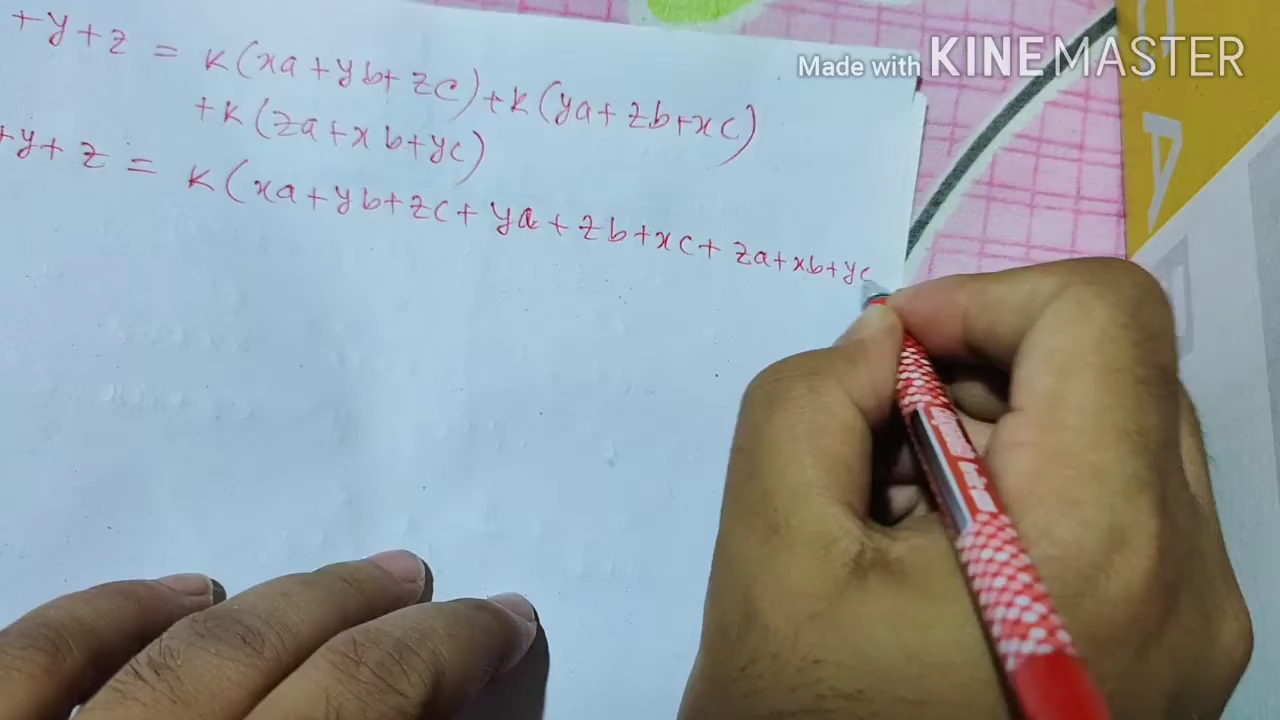 +y+z = k(xa+yb+zc)+k(ya+zb+xc)
+k(za+xb+yc)
+y+z = k(xa+yb+zc+ya+zb+xc+za+xb+yc
Made with KINEMASTER